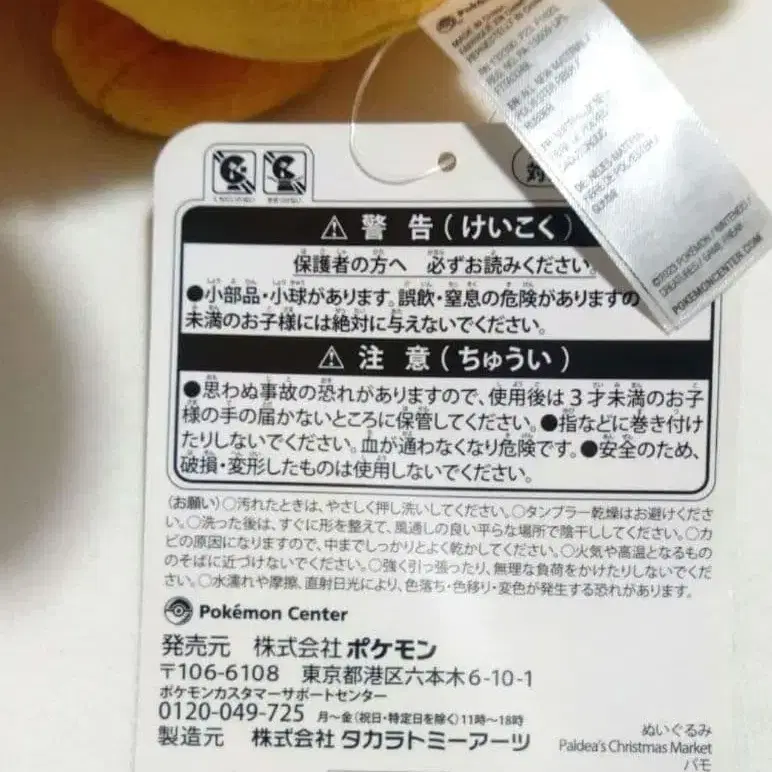 対
⚠ 警 告 (けいこく)
保護者の方へ 必ずお読みください。
●小部品・小球があります。誤飲・窒息の危険がありますの
未満のお子様には絶対に与えないでください。
⚠ 注 意 (ちゅうい)
●思わぬ事故の恐れがありますので、使用後は3才未満のお子
様の手の届かないところに保管してください。●指などに巻き付け
たりしないでください。血が通わなくなり危険です。●安全のため、
破損・変形したものは使用しないでください。
(お願い)○汚れたときは、やさしく押し洗いしてください。○タンブラー乾燥はお避けくださ
い。○洗った後は、すぐに形を整えて、風通しの良い平らな場所で陰干ししてください。○カ
ビの原因になりますので、中までしっかりとよく乾かしてください。○火気や高温となるもの
のそばに近づけないでください。○強く引っ張ったり、無理な負荷をかけたりしないでくださ
い。○水濡れや摩擦、直射日光により、色落ち・色移り・変色が発生する恐れがあります。
Pokémon Center
発売元 株式会社 ポケモン
〒106-6108 東京都港区六本木6-10-1
ポケモンカスタマーサポートセンター
0120-049-725 月〜金(祝日・特定日を除く)11時〜18時
製造元 株式会社 タカラトミーアーツ
ぬいぐるみ
Paldea's Christmas Market
パモ
©2023 POKÉMON / NINTENDO /
CREATURES / GAME FREAK
POKEMONCENTER.COM